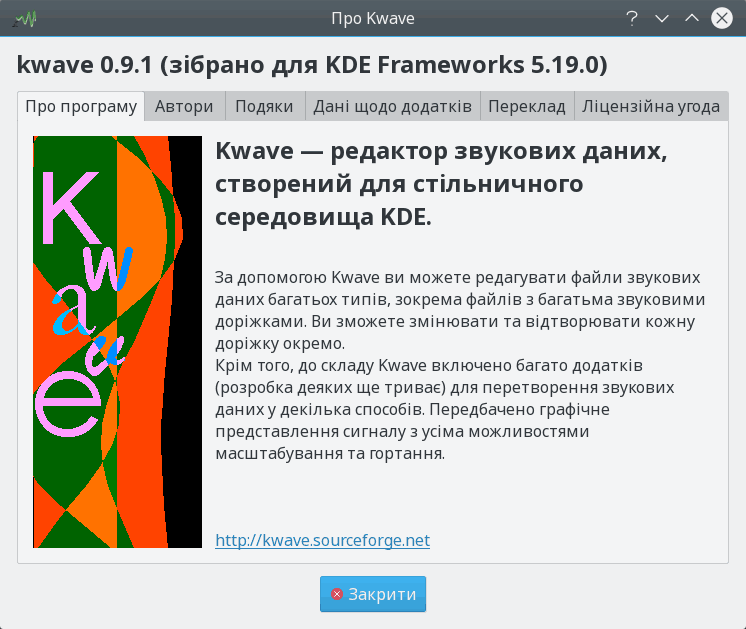 Про Kwave
kwave 0.9.1 (зібрано для KDE Frameworks 5.19.0)
Про програму Автори Подяки Дані щодо додатків Переклад Ліцензійна угода
K
w
a
v
e
Kwave — редактор звукових даних,
створений для стільничного
середовища KDE.
За допомогою Kwave ви можете редагувати файли звукових
даних багатьох типів, зокрема файлів з багатьма звуковими
доріжками. Ви зможете змінювати та відтворювати кожну
доріжку окремо.
Крім того, до складу Kwave включено багато додатків
(розробка деяких ще триває) для перетворення звукових
даних у декілька способів. Передбачено графічне
представлення сигналу з усіма можливостями
масштабування та гортання.
http://kwave.sourceforge.net
Закрити